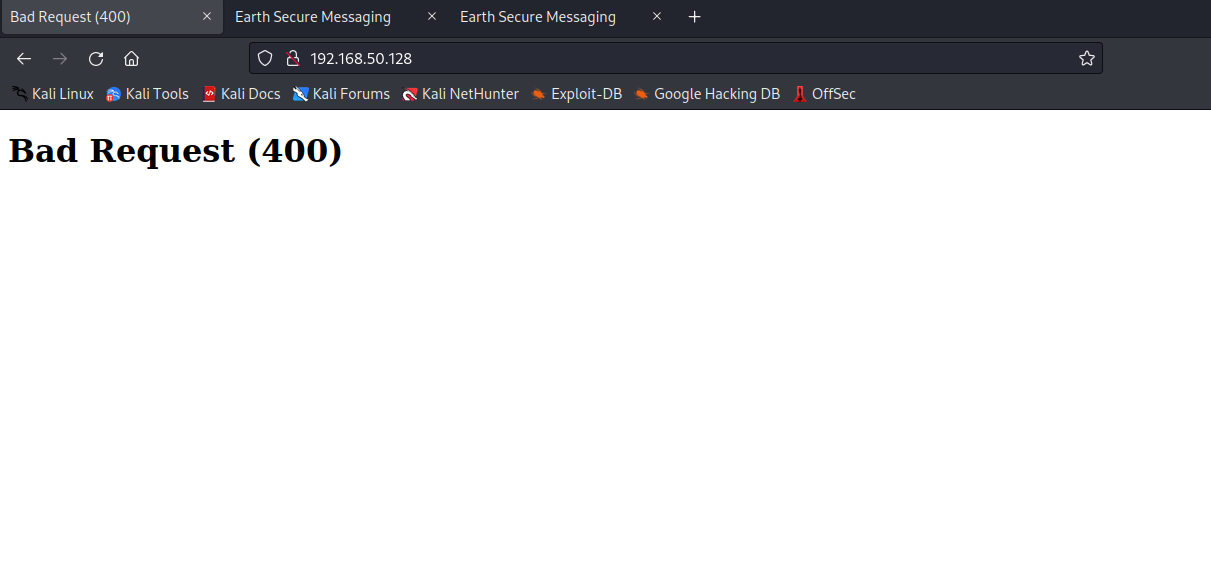 Bad Request (400) Earth Secure Messaging Earth Secure Messaging
192.168.50.128
Kali Linux Kali Tools Kali Docs Kali Forums Kali NetHunter Exploit-DB Google Hacking DB OffSec
Bad Request (400)